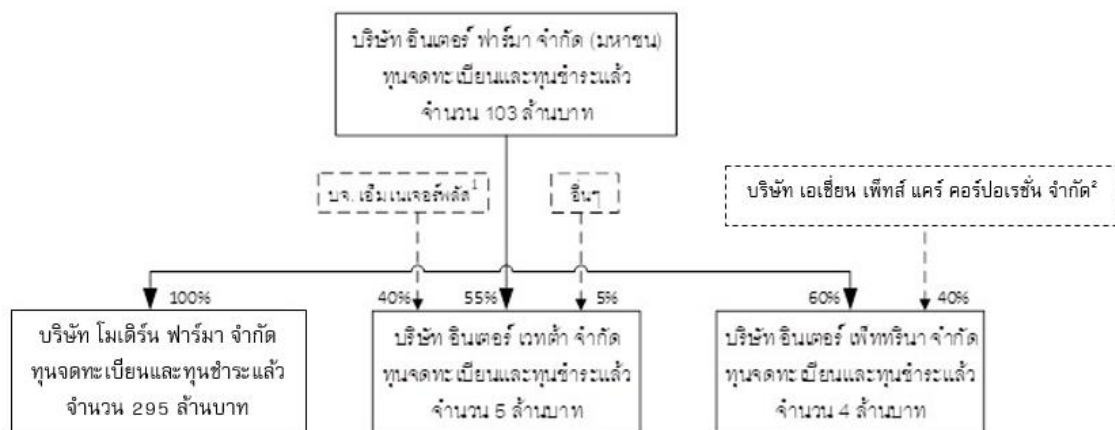 บริษัท อินเตอร์ ฟาร์มา จำกัด (มหาชน)
ทุนจดทะเบียนและทุนชำระแล้ว
จำนวน 103 ล้านบาท
บจ. เอ็มเนเจอร์พลัส¹
อื่นๆ
บริษัท เอเชี่ยน เพ็ทส์ แคร์ คอร์ปอเรชั่น จำกัด²
100%
40%
55%
5%
60%
40%
บริษัท โมเดิร์น ฟาร์มา จำกัด
ทุนจดทะเบียนและทุนชำระแล้ว
จำนวน 295 ล้านบาท
บริษัท อินเตอร์ เวทต้า จำกัด
ทุนจดทะเบียนและทุนชำระแล้ว
จำนวน 5 ล้านบาท
บริษัท อินเตอร์ เพ็ททรินา จำกัด
ทุนจดทะเบียนและทุนชำระแล้ว
จำนวน 4 ล้านบาท